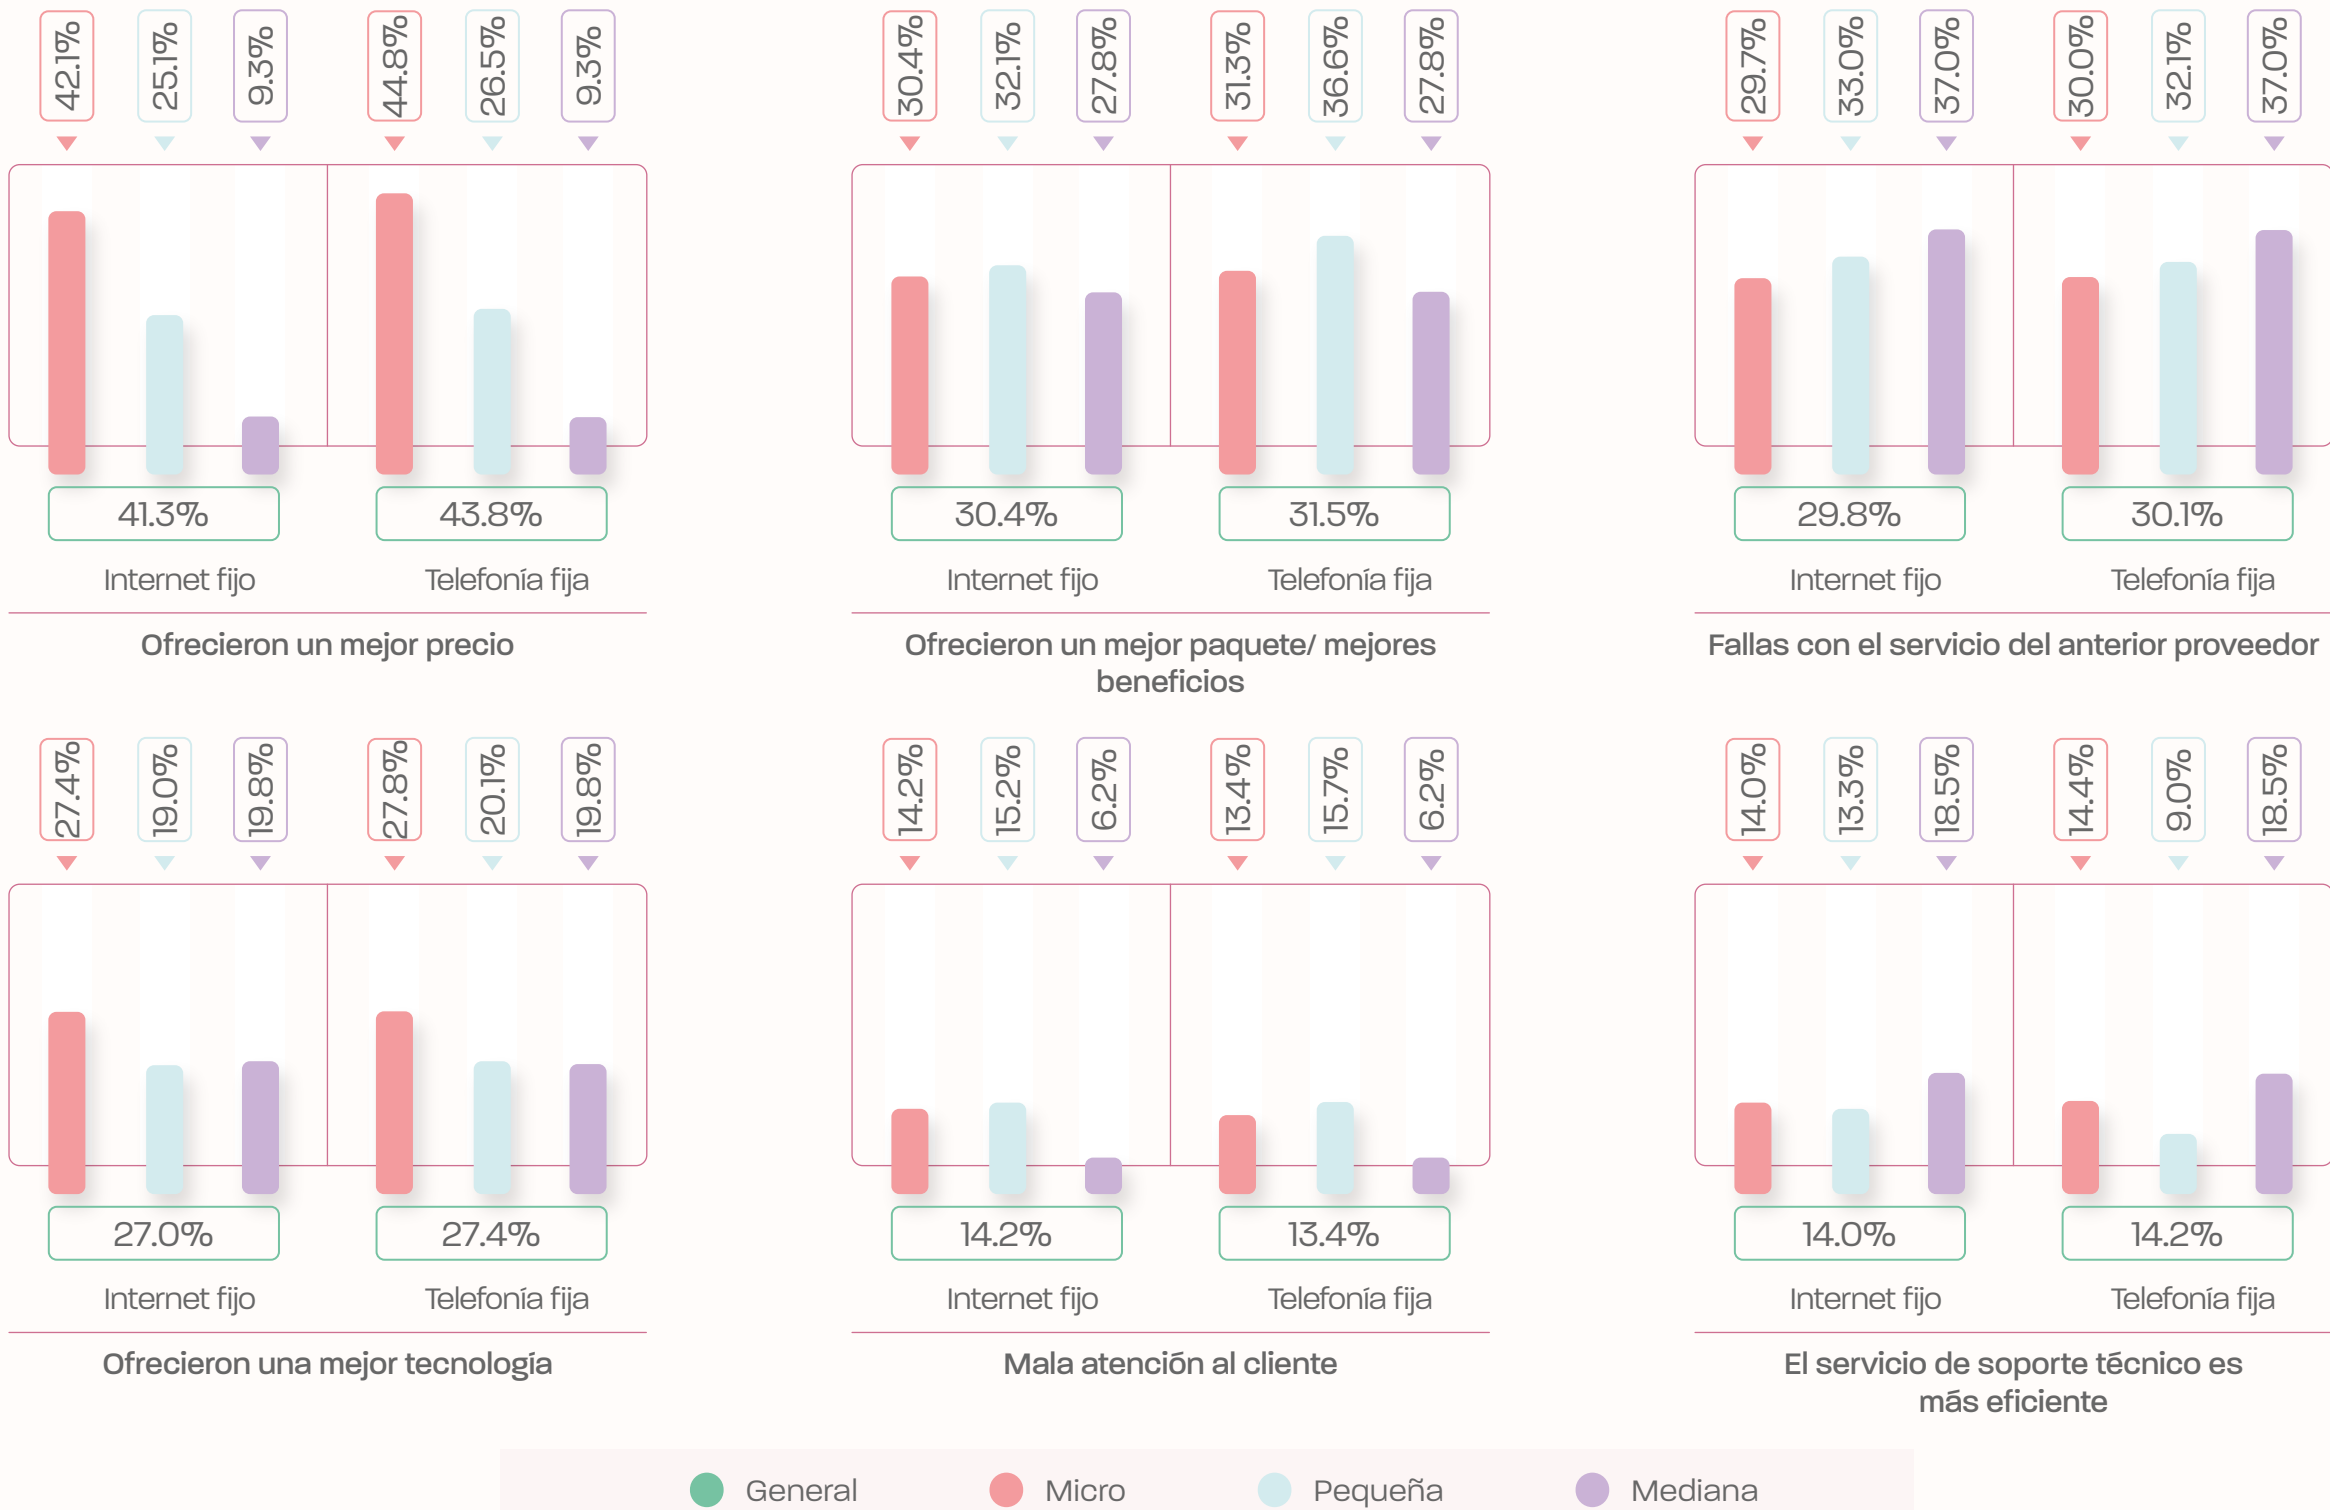 42.1% 25.1% 9.3% 44.8% 26.5% 9.3%
41.3% 43.8%
Internet fijo Telefonía fija
Ofrecieron un mejor precio
30.4% 32.1% 27.8% 31.3% 36.6% 27.8%
30.4% 31.5%
Internet fijo Telefonía fija
Ofrecieron un mejor paquete/ mejores
beneficios
29.7% 33.0% 37.0% 30.0% 32.1% 37.0%
29.8% 30.1%
Internet fijo Telefonía fija
Fallas con el servicio del anterior proveedor
27.4% 19.0% 19.8% 27.8% 20.1% 19.8%
27.0% 27.4%
Internet fijo Telefonía fija
Ofrecieron una mejor tecnología
14.2% 15.2% 6.2% 13.4% 15.7% 6.2%
14.2% 13.4%
Internet fijo Telefonía fija
Mala atención al cliente
14.0% 13.3% 18.5% 14.4% 9.0% 18.5%
14.0% 14.2%
Internet fijo Telefonía fija
El servicio de soporte técnico es
más eficiente
General Micro Pequeña Mediana